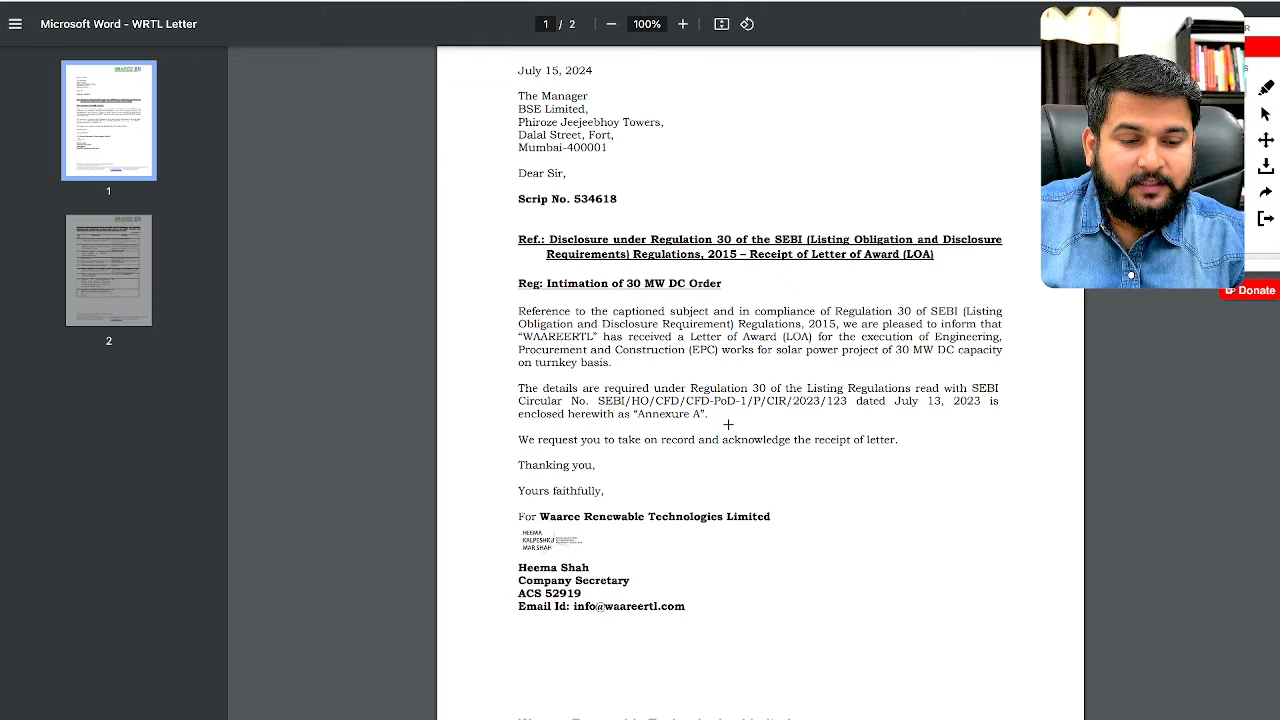 Microsoft Word - WRTL Letter
1 / 2
100%
July 15, 2024
The Manager
BSE Limited,
Phiroze Jeejeebhoy Towers,
Dalal Street, Fort,
Mumbai-400001
Dear Sir,
Scrip No. 534618
Ref.: Disclosure under Regulation 30 of the SEBI (Listing Obligation and Disclosure
Requirements) Regulations, 2015 – Receipt of Letter of Award (LOA)
Reg: Intimation of 30 MW DC Order
Reference to the captioned subject and in compliance of Regulation 30 of SEBI (Listing
Obligation and Disclosure Requirement) Regulations, 2015, we are pleased to inform that
“WAAREERTL” has received a Letter of Award (LOA) for the execution of Engineering,
Procurement and Construction (EPC) works for solar power project of 30 MW DC capacity
on turnkey basis.
The details are required under Regulation 30 of the Listing Regulations read with SEBI
Circular No. SEBI/HO/CFD/CFD-PoD-1/P/CIR/2023/123 dated July 13, 2023 is
enclosed herewith as “Annexure A”.
We request you to take on record and acknowledge the receipt of letter.
Thanking you,
Yours faithfully,
For Waaree Renewable Technologies Limited
HEEMA
KALPESHKU
MAR SHAH
Heema Shah
Company Secretary
ACS 52919
Email Id: info@waareertl.com
1
2
Donate